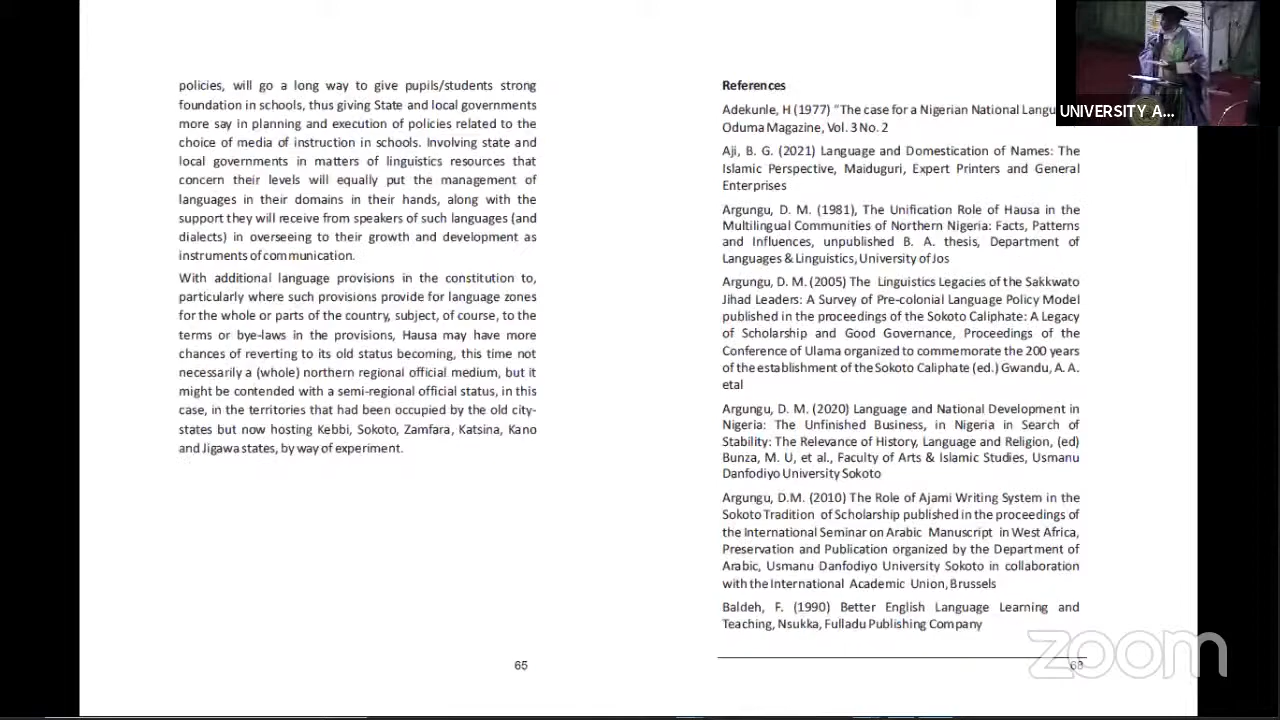 policies, will go a long way to give pupils/students strong
foundation in schools, thus giving State and local governments
more say in planning and execution of policies related to the
choice of media of instruction in schools. Involving state and
local governments in matters of linguistics resources that
concern their levels will equally put the management of
languages in their domains in their hands, along with the
support they will receive from speakers of such languages (and
dialects) in overseeing to their growth and development as
instruments of communication.
With additional language provisions in the constitution to,
particularly where such provisions provide for language zones
for the whole or parts of the country, subject, of course, to the
terms or bye-laws in the provisions, Hausa may have more
chances of reverting to its old status becoming, this time not
necessarily a (whole) northern regional official medium, but it
might be contended with a semi-regional official status, in this
case, in the territories that had been occupied by the old city-
states but now hosting Kebbi, Sokoto, Zamfara, Katsina, Kano
and Jigawa states, by way of experiment.
65
References
Adekunle, H (1977) "The case for a Nigerian National
Oduma Magazine, Vol. 3 No. 2
Aji, B. G. (2021) Language and Domestication of Names: The
Islamic Perspective, Maiduguri, Expert Printers and General
Enterprises
Argungu, D. M. (1981), The Unification Role of Hausa in the
Multilingual Communities of Northern Nigeria: Facts, Patterns
and Influences, unpublished B. A. thesis, Department of
Languages & Linguistics, University of Jos
Argungu, D. M. (2005) The Linguistics Legacies of the Sakkwato
Jihad Leaders: A Survey of Pre-colonial Language Policy Model
published in the proceedings of the Sokoto Caliphate: A Legacy
of Scholarship and Good Governance, Proceedings of the
Conference of Ulama organized to commemorate the 200 years
of the establishment of the Sokoto Caliphate (ed.) Gwandu, A. A.
etal
Argungu, D. M. (2020) Language and National Development in
Nigeria: The Unfinished Business, in Nigeria in Search of
Stability: The Relevance of History, Language and Religion, (ed)
Bunza, M. U, et al., Faculty of Arts & Islamic Studies, Usmanu
Danfodiyo University Sokoto
Argungu, D.M. (2010) The Role of Ajami Writing System in the
Sokoto Tradition of Scholarship published in the proceedings of
the International Seminar on Arabic Manuscript in West Africa,
Preservation and Publication organized by the Department of
Arabic, Usmanu Danfodiyo University Sokoto in collaboration
with the International Academic Union, Brussels
Baldeh, F. (1990) Better English Language Learning and
Teaching, Nsukka, Fulladu Publishing Company
UNIVERSITY A...
zoom